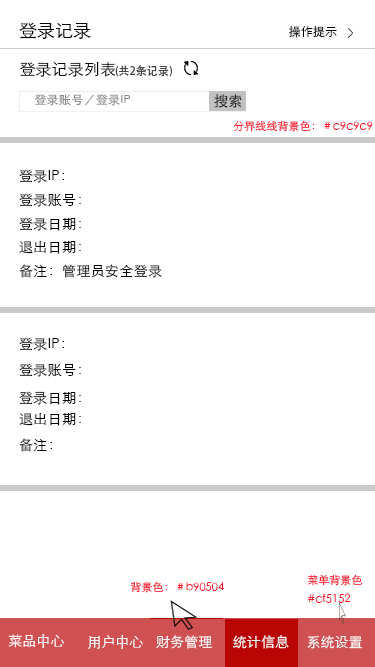 登录记录
操作提示
登录记录列表(共2条记录)
登录账号／登录IP
搜索
分界线线背景色： #c9c9c9
登录IP：
登录账号：
登录日期：
退出日期：
备注：管理员安全登录
登录IP：
登录账号：
登录日期：
退出日期：
备注：
背景色： #b90504
菜单背景色
#cf5152
菜品中心 用户中心 财务管理 统计信息 系统设置